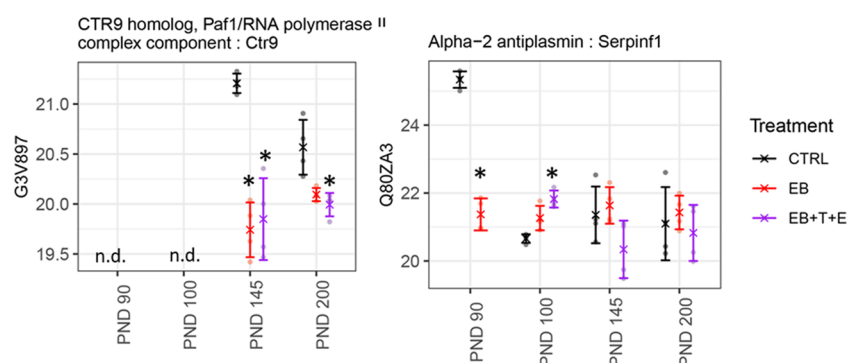 CTR9 homolog, Paf1/RNA polymerase II
complex component : Ctr9
G3V897
21.0
20.5
20.0
19.5
n.d.
n.d.
*
*
*
PND 90
PND 100
PND 145
PND 200
Alpha−2 antiplasmin : Serpinf1
Q80ZA3
24
22
20
*
*
PND 90
PND 100
PND 145
PND 200
Treatment
CTRL
EB
EB+T+E